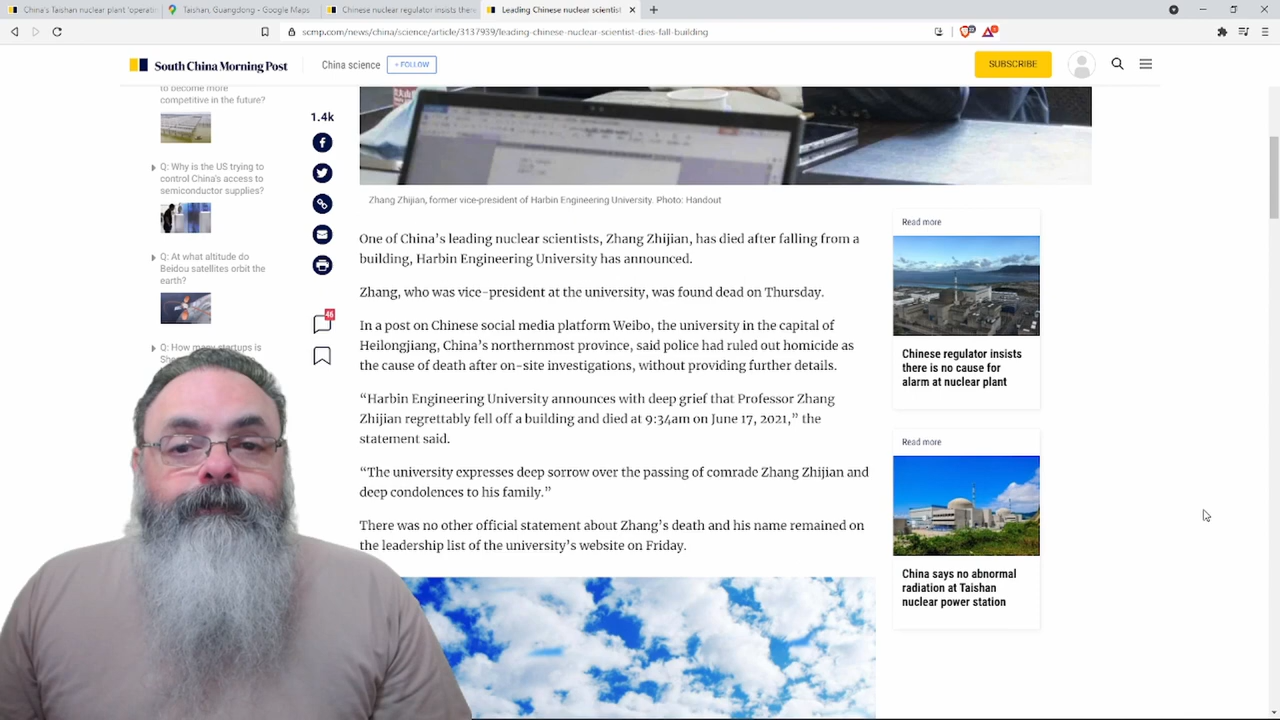 China's Taishan nuclear plant 'operati
Taishan, Guangdong - Google Maps
Chinese nuclear regulator insists there
Leading Chinese nuclear scientist
scmp.com/news/china/science/article/3137939/leading-chinese-nuclear-scientist-dies-fall-building
South China Morning Post
China science
+ FOLLOW
SUBSCRIBE
to become more
competitive in the future?
Q: Why is the US trying to
control China's access to
semiconductor supplies?
Q: At what altitude do
Beidou satellites orbit the
earth?
Q: How many startups is
1.4k
46
Zhang Zhijian, former vice-president of Harbin Engineering University. Photo: Handout
One of China's leading nuclear scientists, Zhang Zhijian, has died after falling from a
building, Harbin Engineering University has announced.
Zhang, who was vice-president at the university, was found dead on Thursday.
In a post on Chinese social media platform Weibo, the university in the capital of
Heilongjiang, China's northernmost province, said police had ruled out homicide as
the cause of death after on-site investigations, without providing further details.
“Harbin Engineering University announces with deep grief that Professor Zhang
Zhijian regrettably fell off a building and died at 9:34am on June 17, 2021,” the
statement said.
“The university expresses deep sorrow over the passing of comrade Zhang Zhijian and
deep condolences to his family.”
There was no other official statement about Zhang's death and his name remained on
the leadership list of the university's website on Friday.
Read more
Chinese regulator insists
there is no cause for
alarm at nuclear plant
Read more
China says no abnormal
radiation at Taishan
nuclear power station